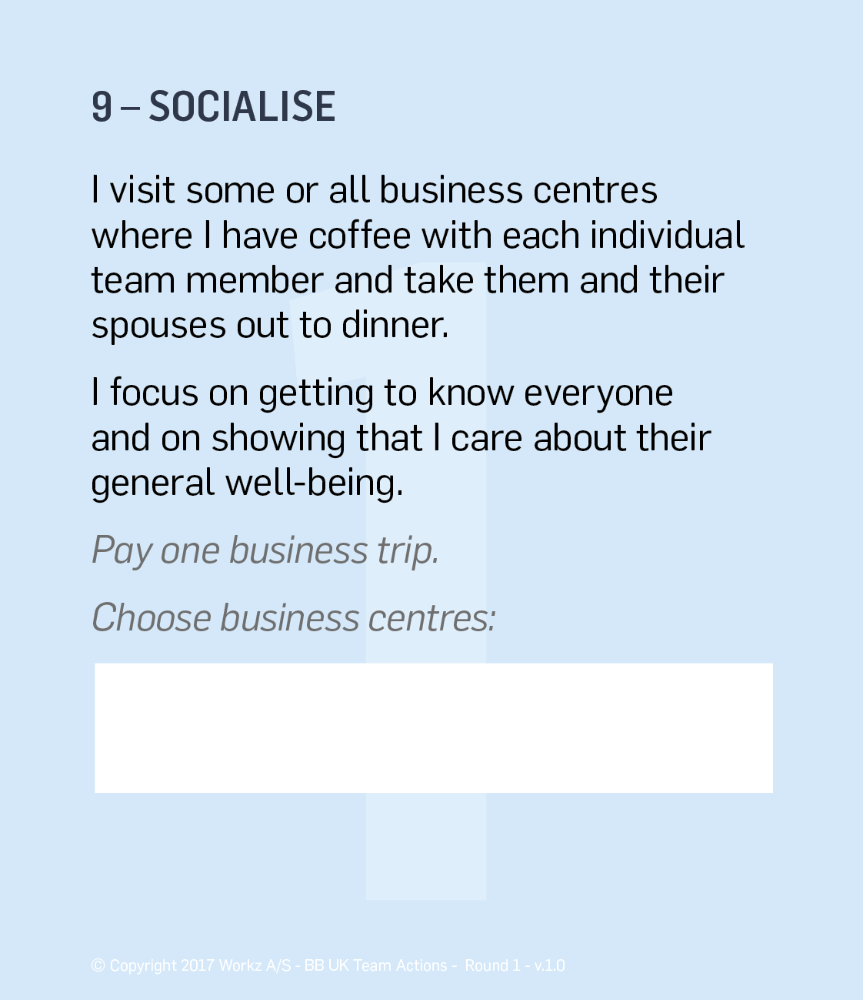 9 – SOCIALISE
I visit some or all business centres
where I have coffee with each individual
team member and take them and their
spouses out to dinner.
I focus on getting to know everyone
and on showing that I care about their
general well-being.
Pay one business trip.
Choose business centres:
1
© Copyright 2017 Workz A/S - BB UK Team Actions - Round 1 - v.1.0